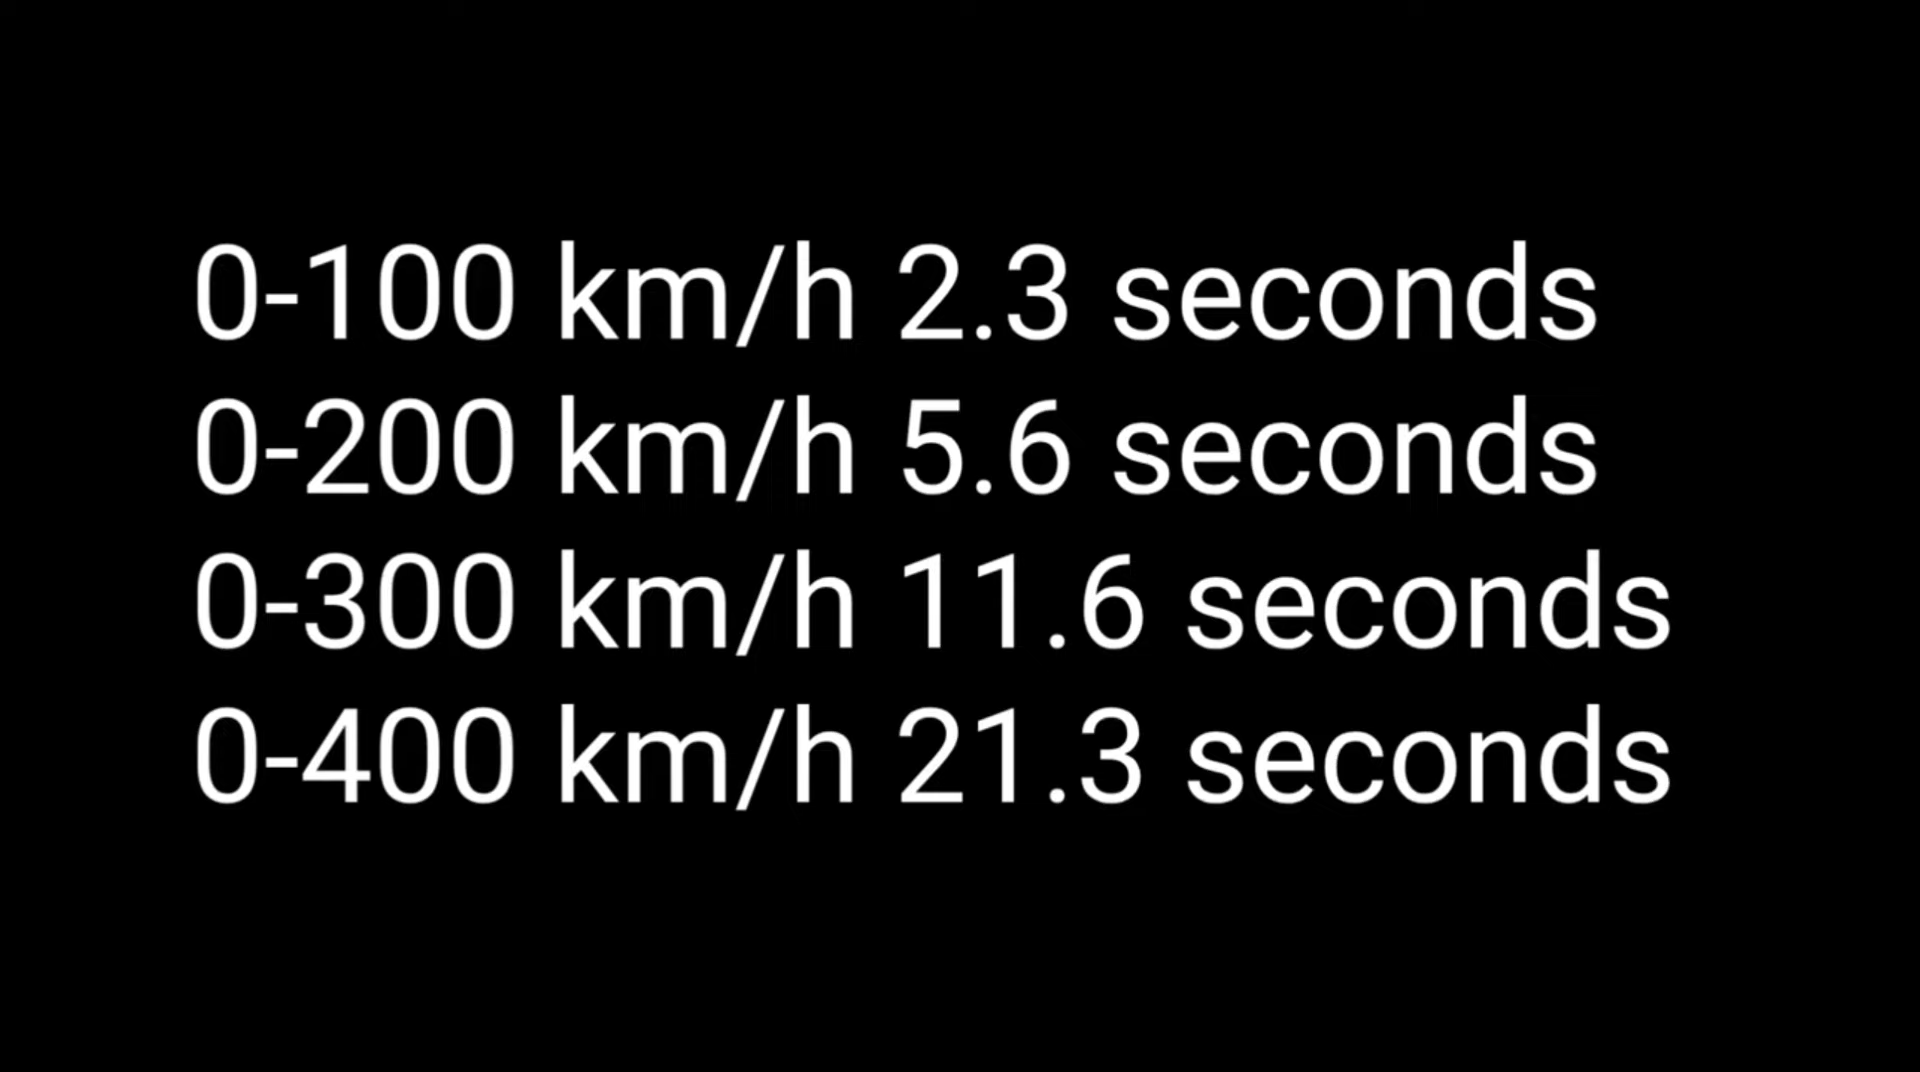 0-100 km/h 2.3 seconds
0-200 km/h 5.6 seconds
0-300 km/h 11.6 seconds
0-400 km/h 21.3 seconds